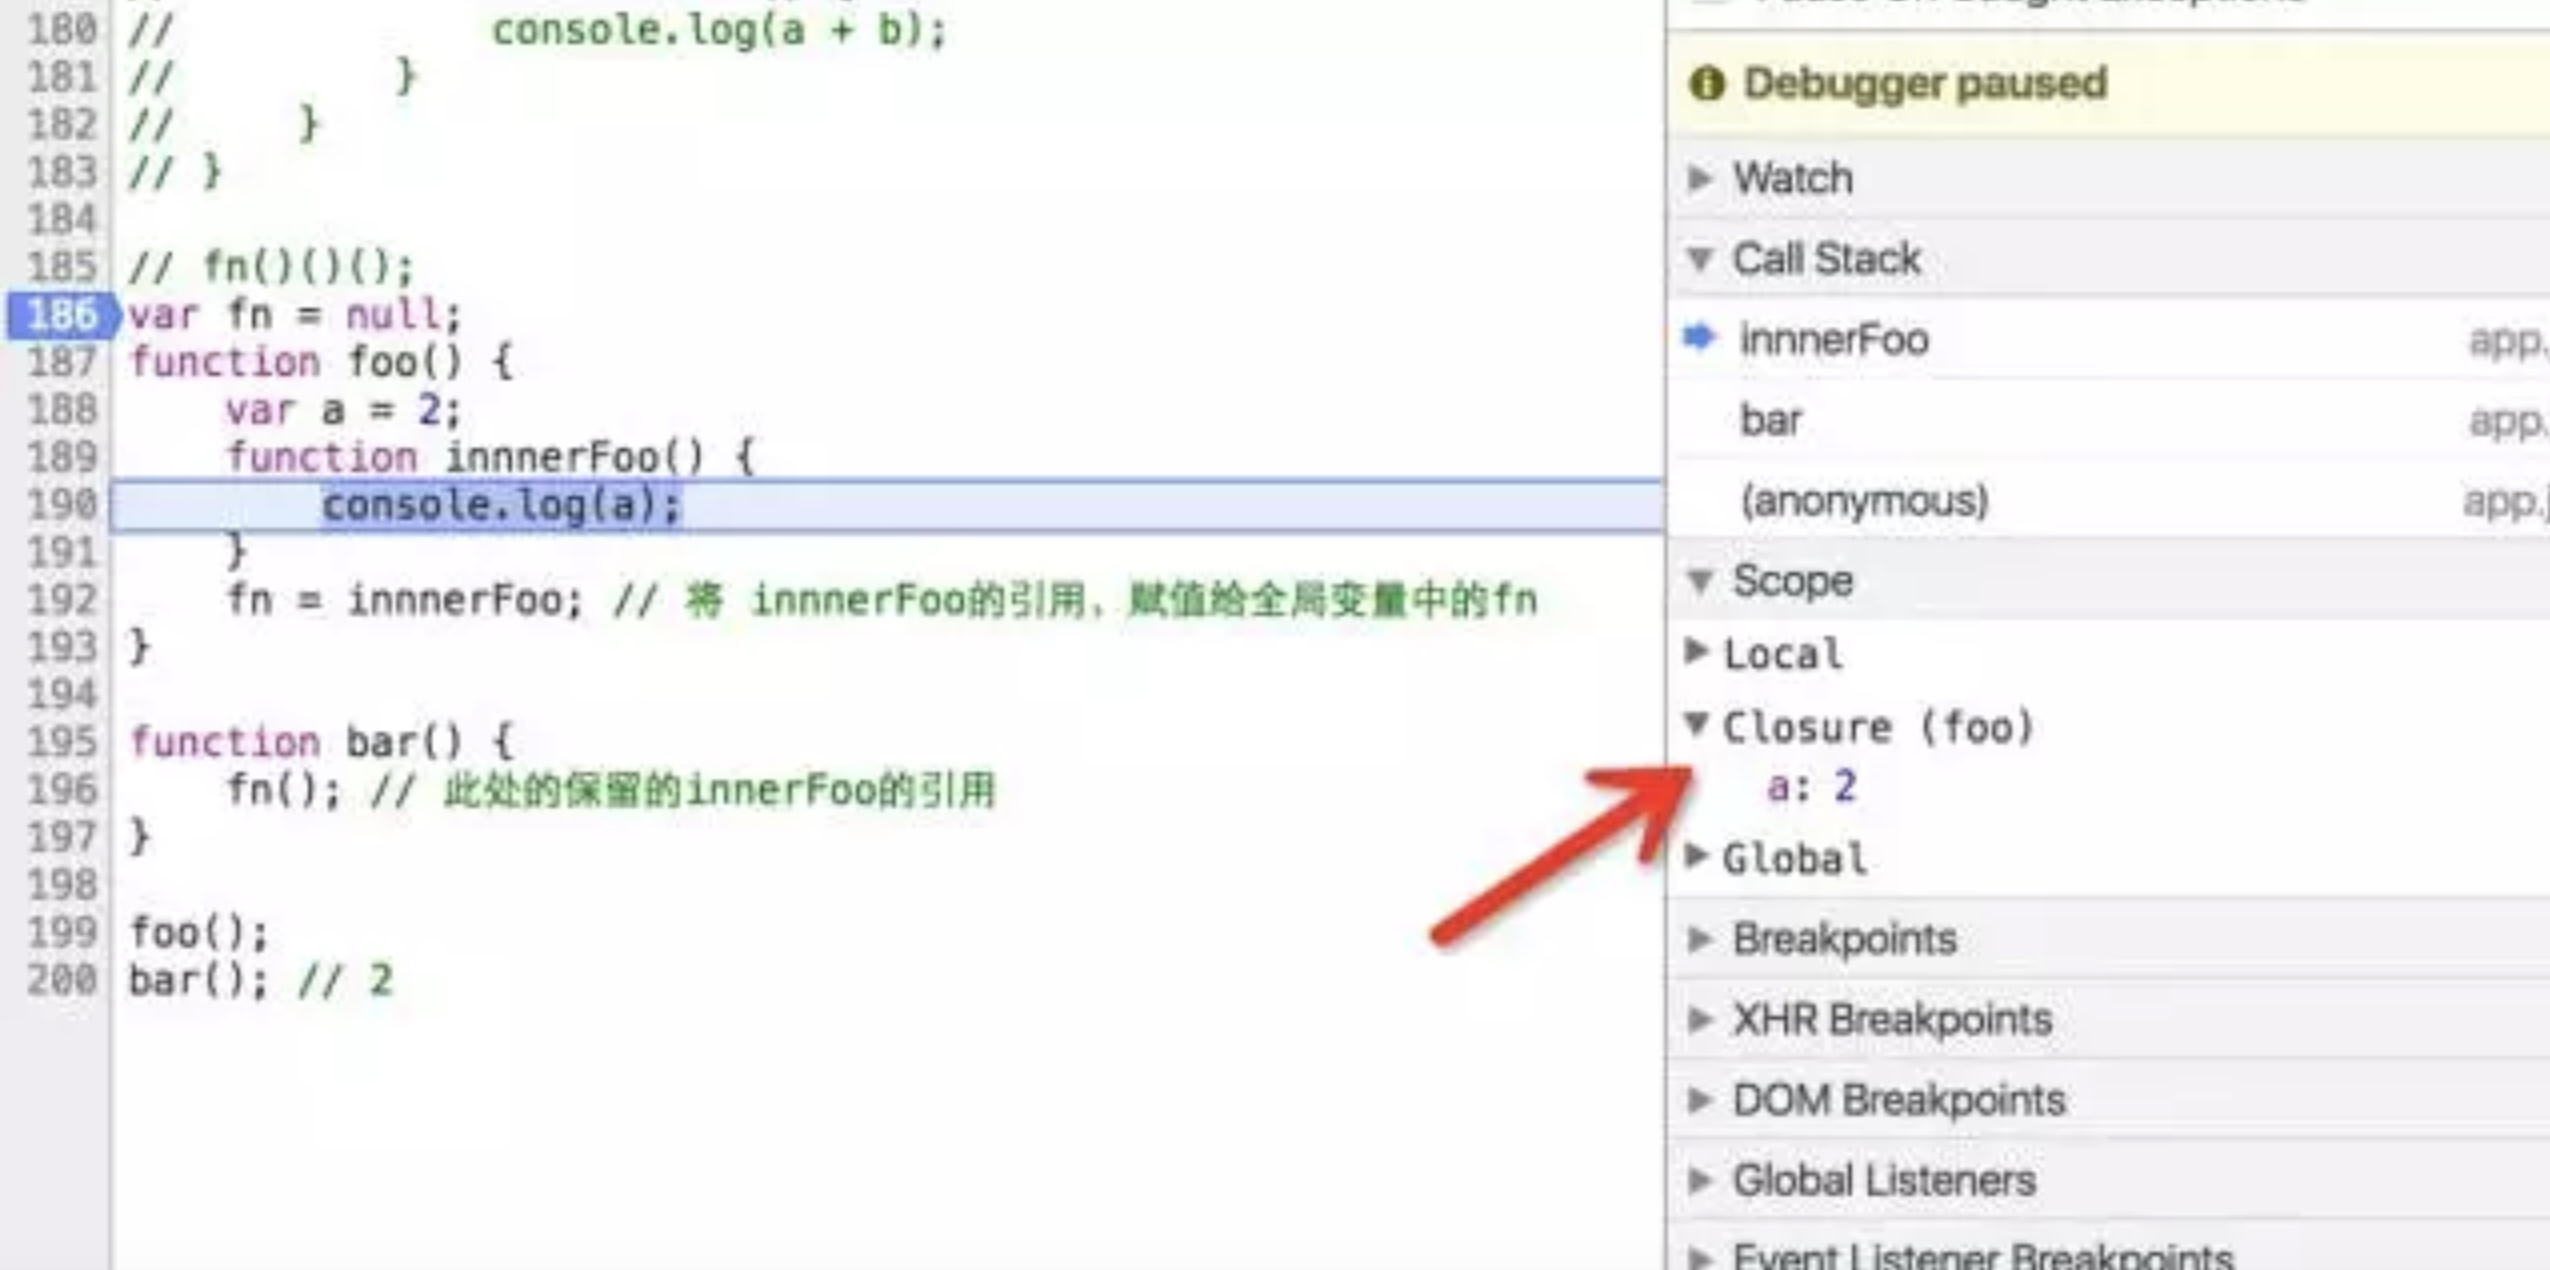 180 // console.log(a + b);
181 // }
182 // }
183 // }
184
185 // fn()()();
186 var fn = null;
187 function foo() {
188 var a = 2;
189 function innnerFoo() {
190 console.log(a);
191 }
192 fn = innnerFoo; // 将 innnerFoo的引用，赋值给全局变量中的fn
193 }
194
195 function bar() {
196 fn(); // 此处的保留的innerFoo的引用
197 }
198
199 foo();
200 bar(); // 2
Pause On Caught Exceptions
Debugger paused
Watch
Call Stack
innnerFoo app.
bar app.
(anonymous) app.j
Scope
Local
Closure (foo)
a: 2
Global
Breakpoints
XHR Breakpoints
DOM Breakpoints
Global Listeners
Event Listener Breakpoints